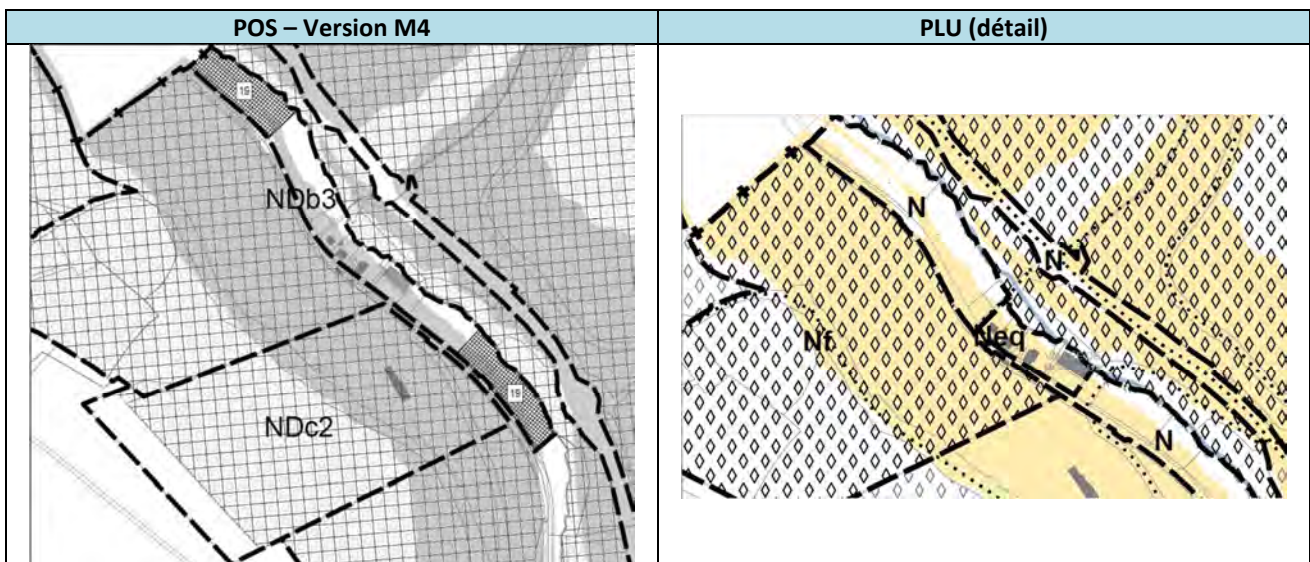 POS – Version M4
PLU (détail)
19
NDb3
19
NDc2
N
N
Neq
Nf
N